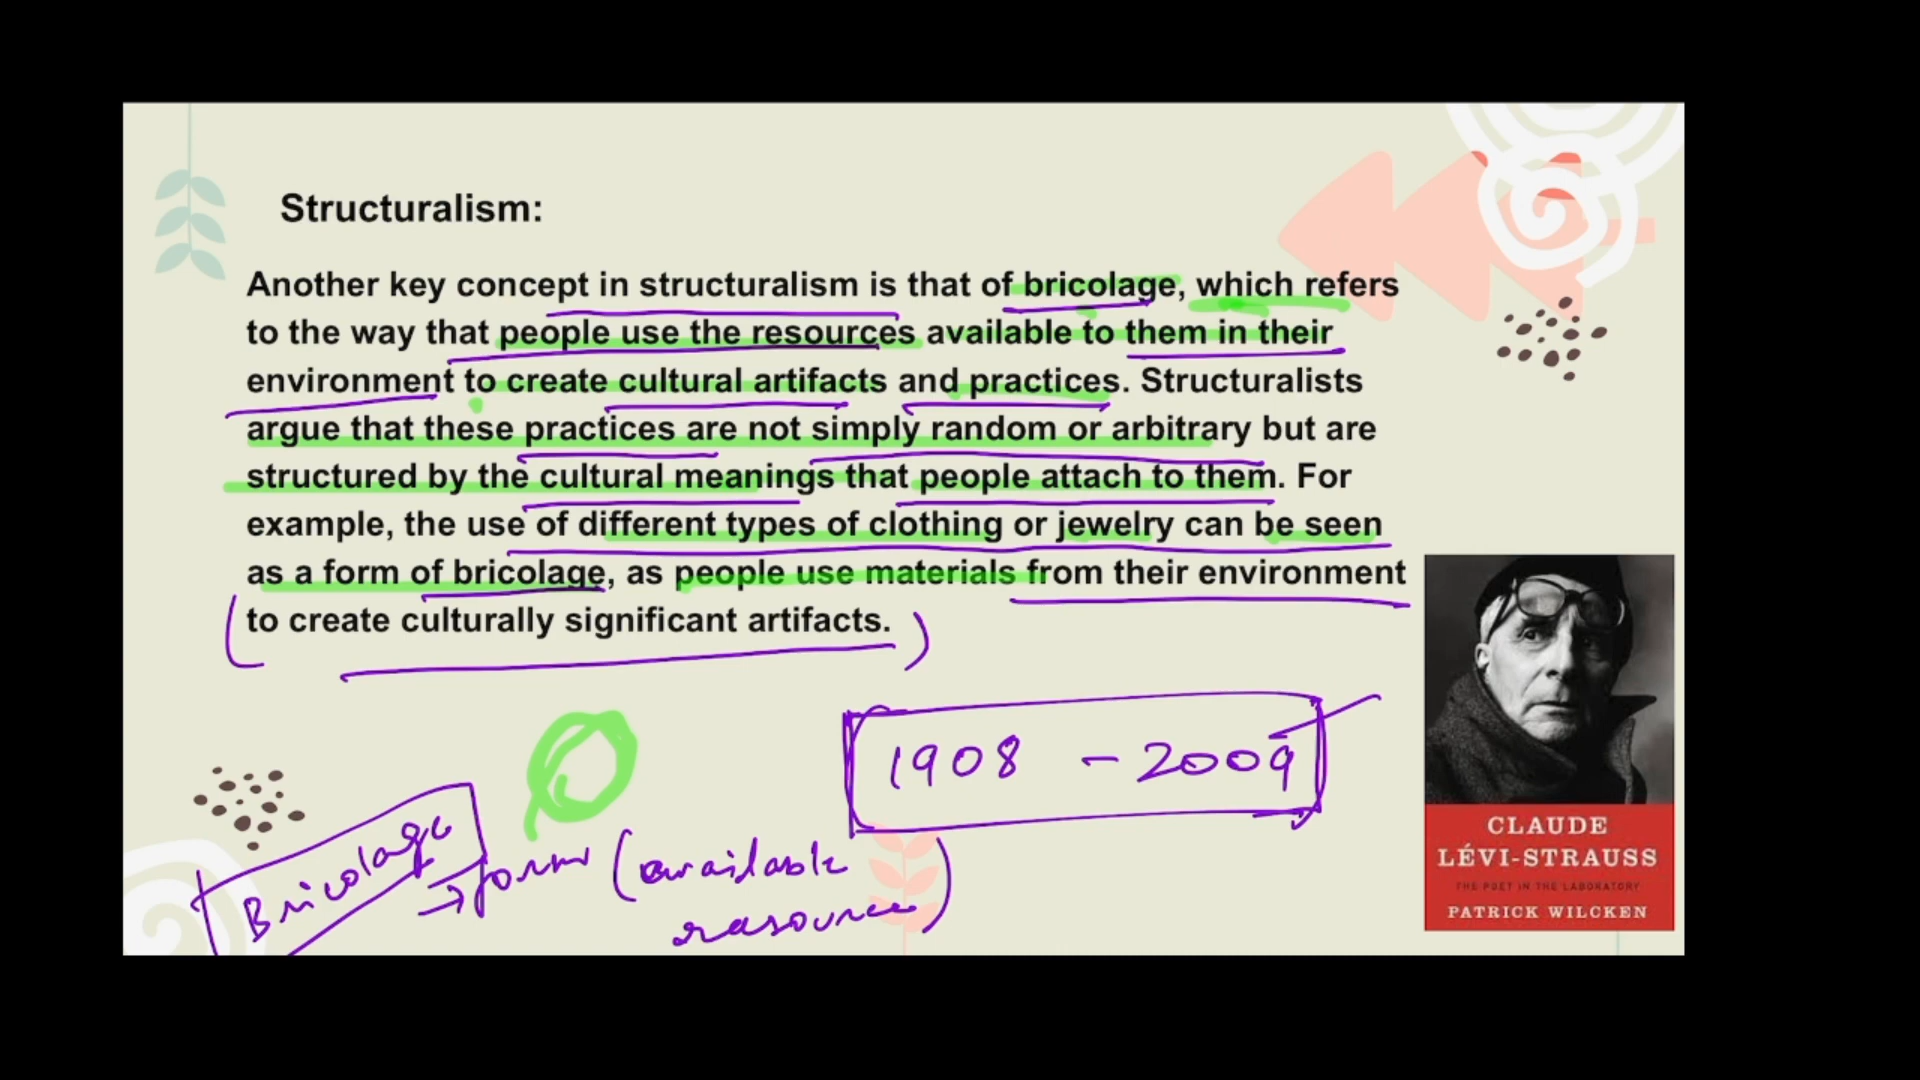 Structuralism:
Another key concept in structuralism is that of bricolage, which refers
to the way that people use the resources available to them in their
environment to create cultural artifacts and practices. Structuralists
argue that these practices are not simply random or arbitrary but are
structured by the cultural meanings that people attach to them. For
example, the use of different types of clothing or jewelry can be seen
as a form of bricolage, as people use materials from their environment
to create culturally significant artifacts.
1908 - 2009
Bricolage
→ form (available
resource)
CLAUDE
LÉVI-STRAUSS
THE POET IN THE LABORATORY
PATRICK WILCKEN